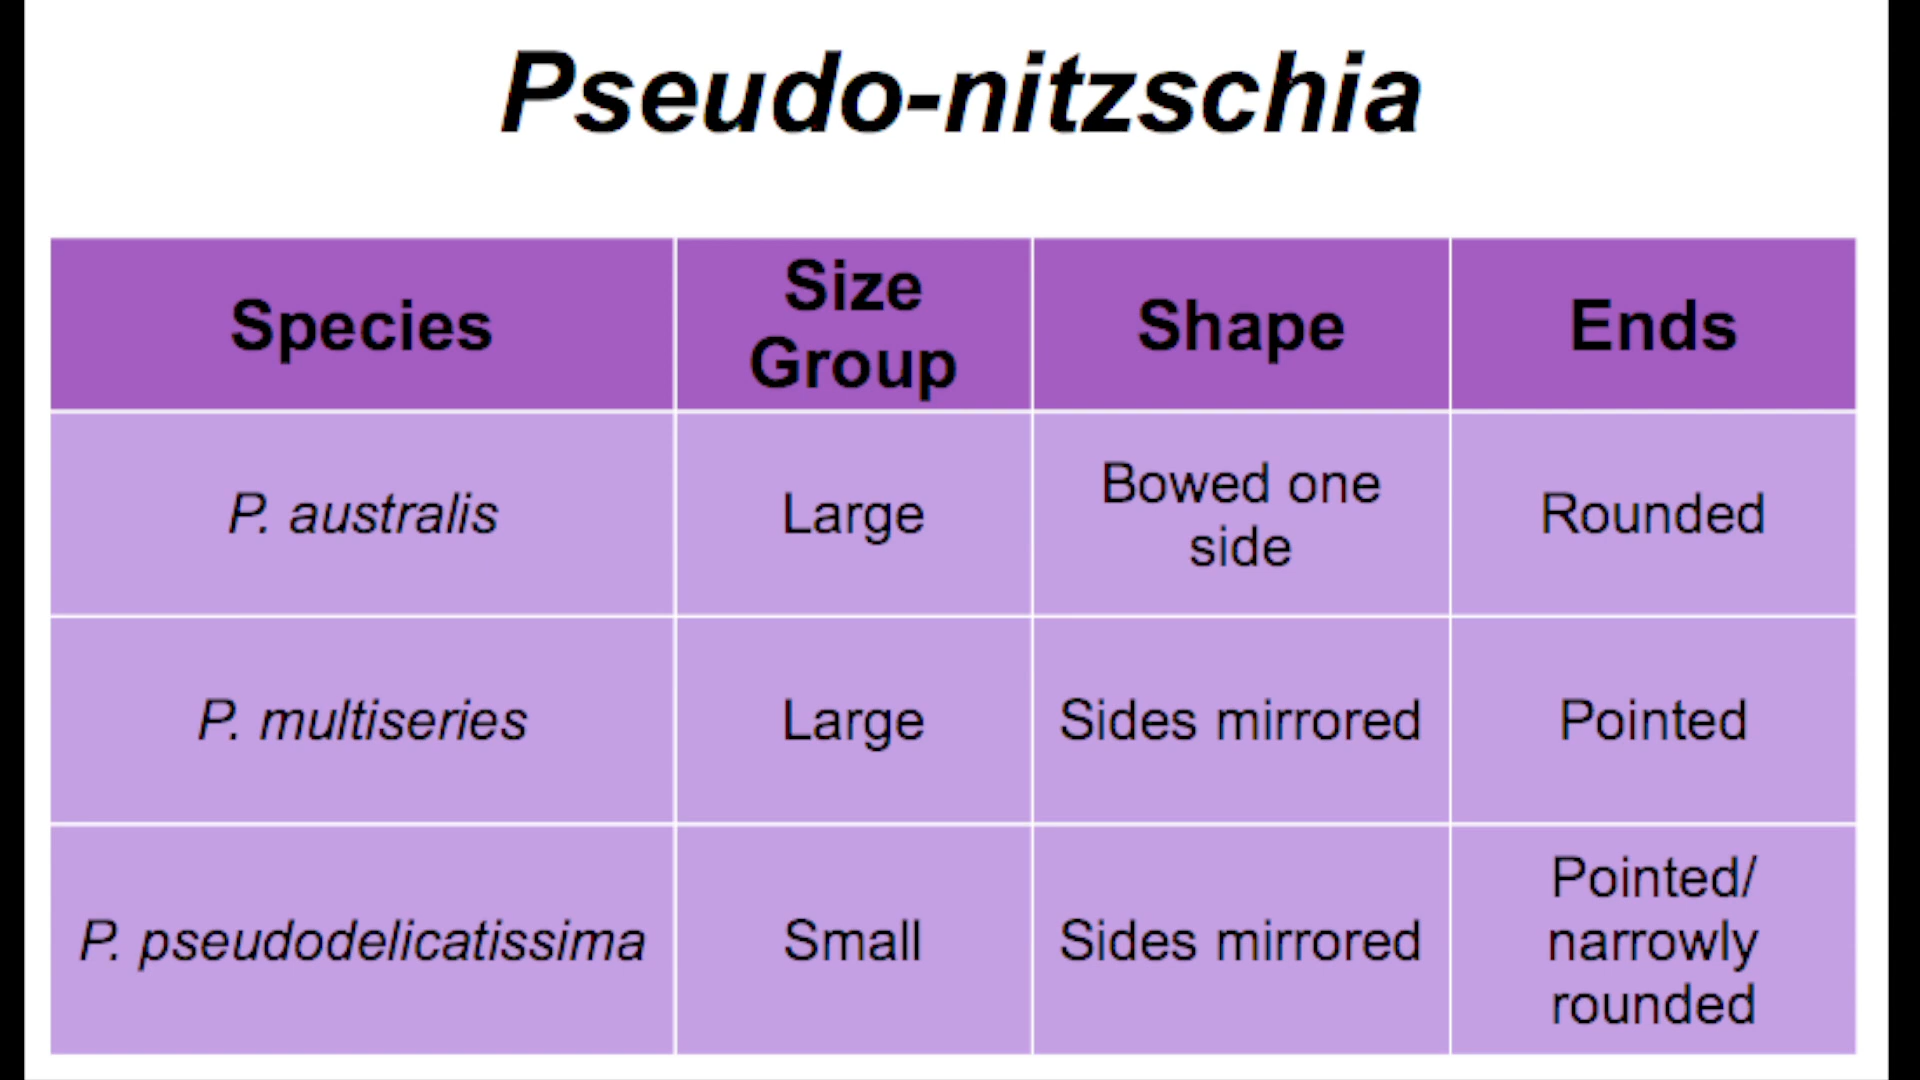 Pseudo-nitzschia
Species
Size
Group
Shape
Ends
P. australis
Large
Bowed one
side
Rounded
P. multiseries
Large
Sides mirrored
Pointed
P. pseudodelicatissima
Small
Sides mirrored
Pointed/
narrowly
rounded